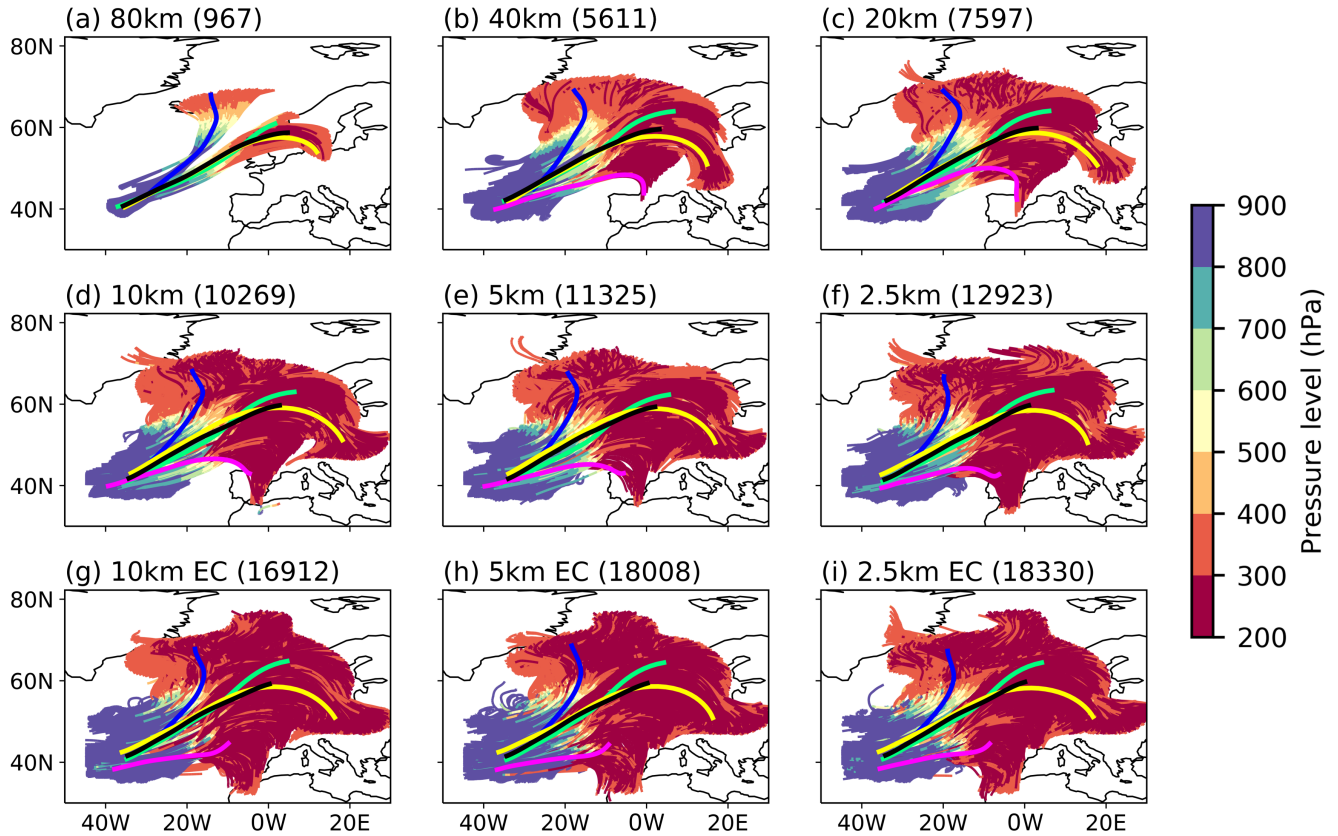 (a) 80km (967) (b) 40km (5611) (c) 20km (7597)
80N
60N
40N
(d) 10km (10269) (e) 5km (11325) (f) 2.5km (12923)
80N
60N
40N
(g) 10km EC (16912) (h) 5km EC (18008) (i) 2.5km EC (18330)
80N
60N
40N
40W 20W 0W 20E 40W 20W 0W 20E 40W 20W 0W 20E
900
800
700
600
500
400
300
200
Pressure level (hPa)